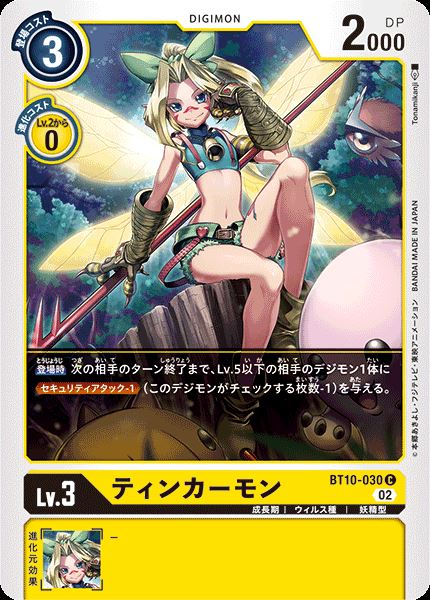 登場コスト
3
DIGIMON
2000
DP
進化コスト
Lv.2から
0
Tonamikanji
BANDAI MADE IN JAPAN
©本郷あきよし・フジテレビ・東映アニメーション
登場時 次の相手のターン終了まで、Lv.5以下の相手のデジモン1体に
セキュリティアタック-1 (このデジモンがチェックする枚数-1)を与える。
BT10-030 C
Lv.3
ティンカーモン
02
成長期 | ウィルス種 | 妖精型
進化元効果
－